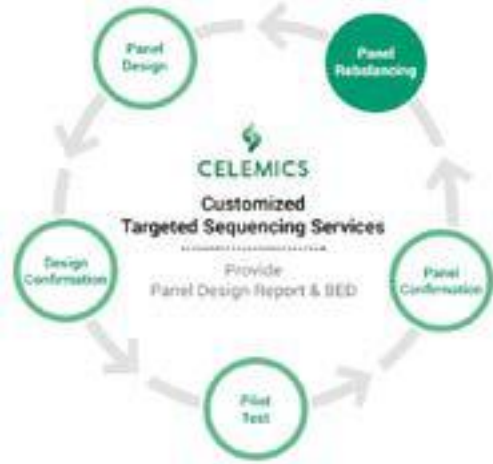 Panel
Design
Panel
Rebalancing
CELEMICS
Customized
Targeted Sequencing Services
Design
Confirmation
Provide
Panel Design Report & BED
Panel
Confirmation
Pilot
Test